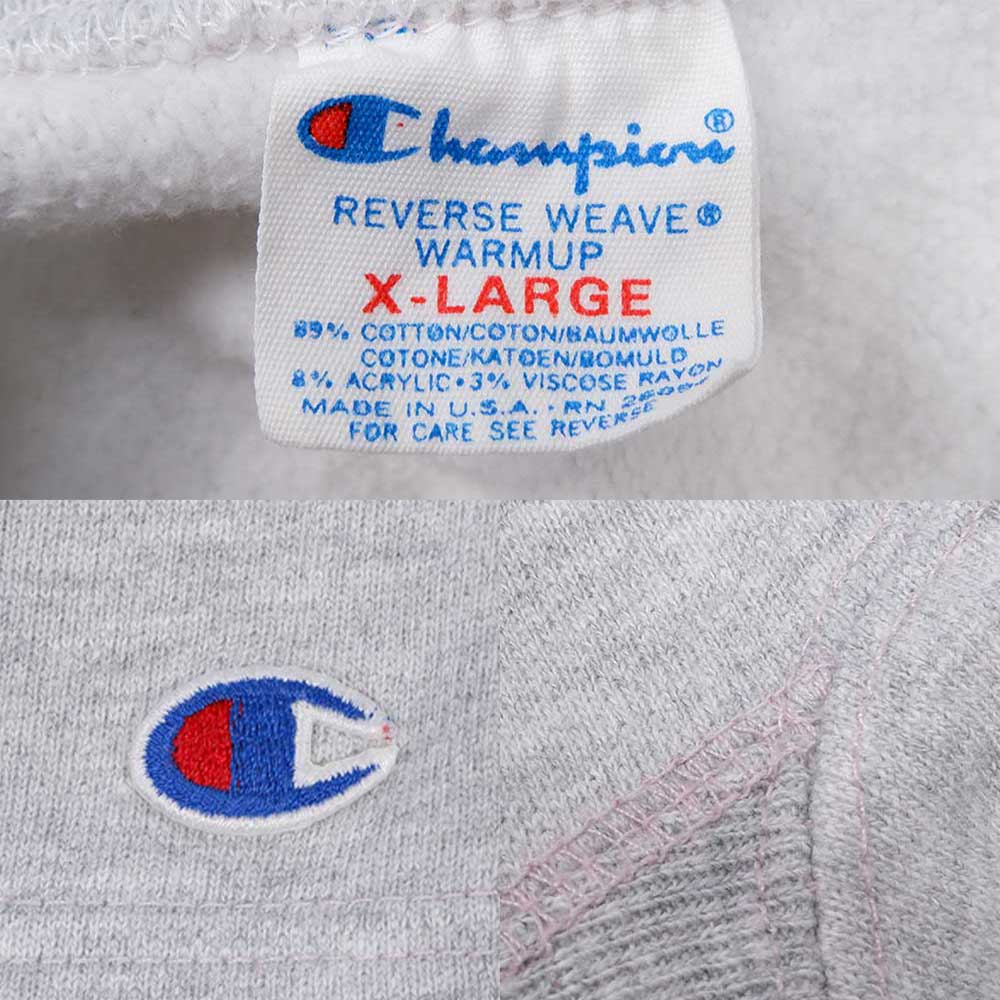 Champion®
REVERSE WEAVE®
WARMUP
X-LARGE
89% COTTON/COTON/BAUMWOLLE
COTONE/KATOEN/BOMULD
8% ACRYLIC•3% VISCOSE RAYON
MADE IN U.S.A. - RN
FOR CARE SEE REVERSE